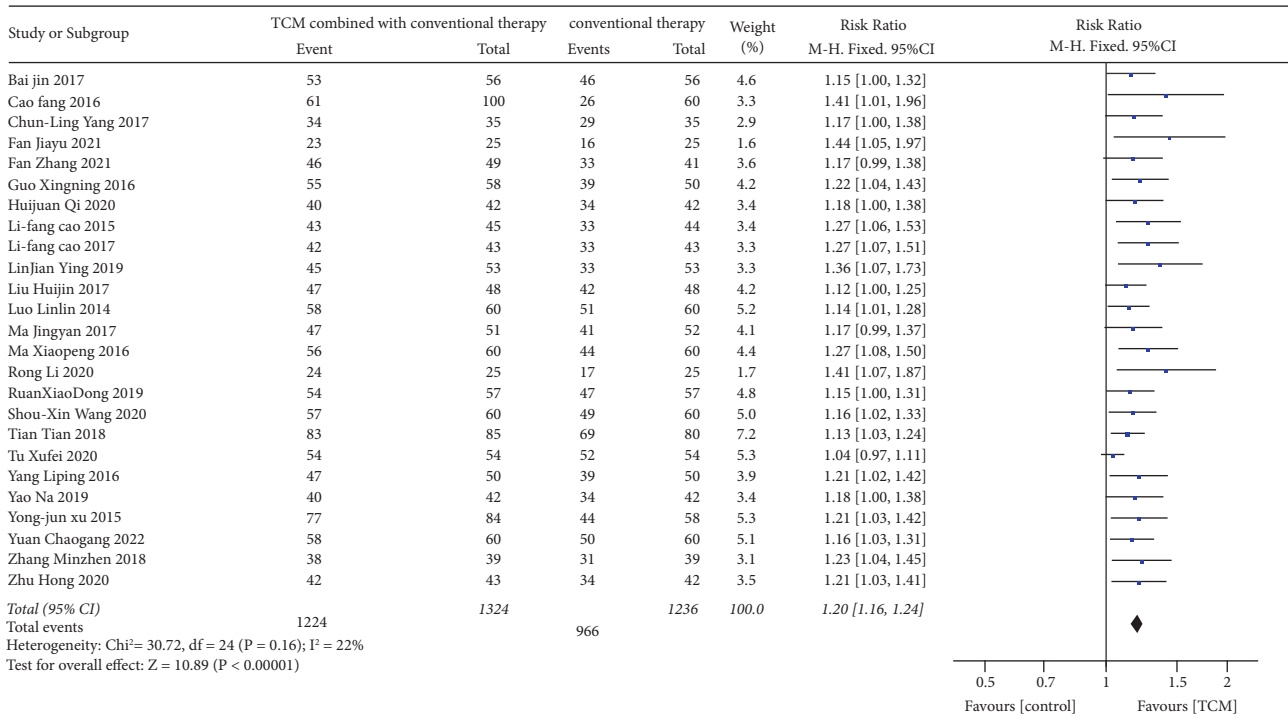 Study or Subgroup TCM combined with conventional therapy conventional therapy Weight (%) Risk Ratio Risk Ratio
Event Total Events Total M-H. Fixed. 95%CI M-H. Fixed. 95%CI
Bai jin 2017 53 56 46 56 4.6 1.15 [1.00, 1.32]
Cao fang 2016 61 100 26 60 3.3 1.41 [1.01, 1.96]
Chun-Ling Yang 2017 34 35 29 35 2.9 1.17 [1.00, 1.38]
Fan Jiayu 2021 23 25 16 25 1.6 1.44 [1.05, 1.97]
Fan Zhang 2021 46 49 33 41 3.6 1.17 [0.99, 1.38]
Guo Xingning 2016 55 58 39 50 4.2 1.22 [1.04, 1.43]
Huijuan Qi 2020 40 42 34 42 3.4 1.18 [1.00, 1.38]
Li-fang cao 2015 43 45 33 44 3.3 1.27 [1.06, 1.53]
Li-fang cao 2017 42 43 33 43 3.3 1.27 [1.07, 1.51]
LinJian Ying 2019 45 53 33 53 3.3 1.36 [1.07, 1.73]
Liu Huijin 2017 47 48 42 48 4.2 1.12 [1.00, 1.25]
Luo Linlin 2014 58 60 51 60 5.2 1.14 [1.01, 1.28]
Ma Jingyan 2017 47 51 41 52 4.1 1.17 [0.99, 1.37]
Ma Xiaopeng 2016 56 60 44 60 4.4 1.27 [1.08, 1.50]
Rong Li 2020 24 25 17 25 1.7 1.41 [1.07, 1.87]
RuanXiaoDong 2019 54 57 47 57 4.8 1.15 [1.00, 1.31]
Shou-Xin Wang 2020 57 60 49 60 5.0 1.16 [1.02, 1.33]
Tian Tian 2018 83 85 69 80 7.2 1.13 [1.03, 1.24]
Tu Xufei 2020 54 54 52 54 5.3 1.04 [0.97, 1.11]
Yang Liping 2016 47 50 39 50 3.9 1.21 [1.02, 1.42]
Yao Na 2019 40 42 34 42 3.4 1.18 [1.00, 1.38]
Yong-jun xu 2015 77 84 44 58 5.3 1.21 [1.03, 1.42]
Yuan Chaogang 2022 58 60 50 60 5.1 1.16 [1.03, 1.31]
Zhang Minzhen 2018 38 39 31 39 3.1 1.23 [1.04, 1.45]
Zhu Hong 2020 42 43 34 42 3.5 1.21 [1.03, 1.41]
Total (95% CI) 1324 1236 100.0 1.20 [1.16, 1.24]
Total events 1224 966
Heterogeneity: Chi²= 30.72, df = 24 (P = 0.16); I² = 22%
Test for overall effect: Z = 10.89 (P < 0.00001)
0.5 0.7 1 1.5 2
Favours [control] Favours [TCM]